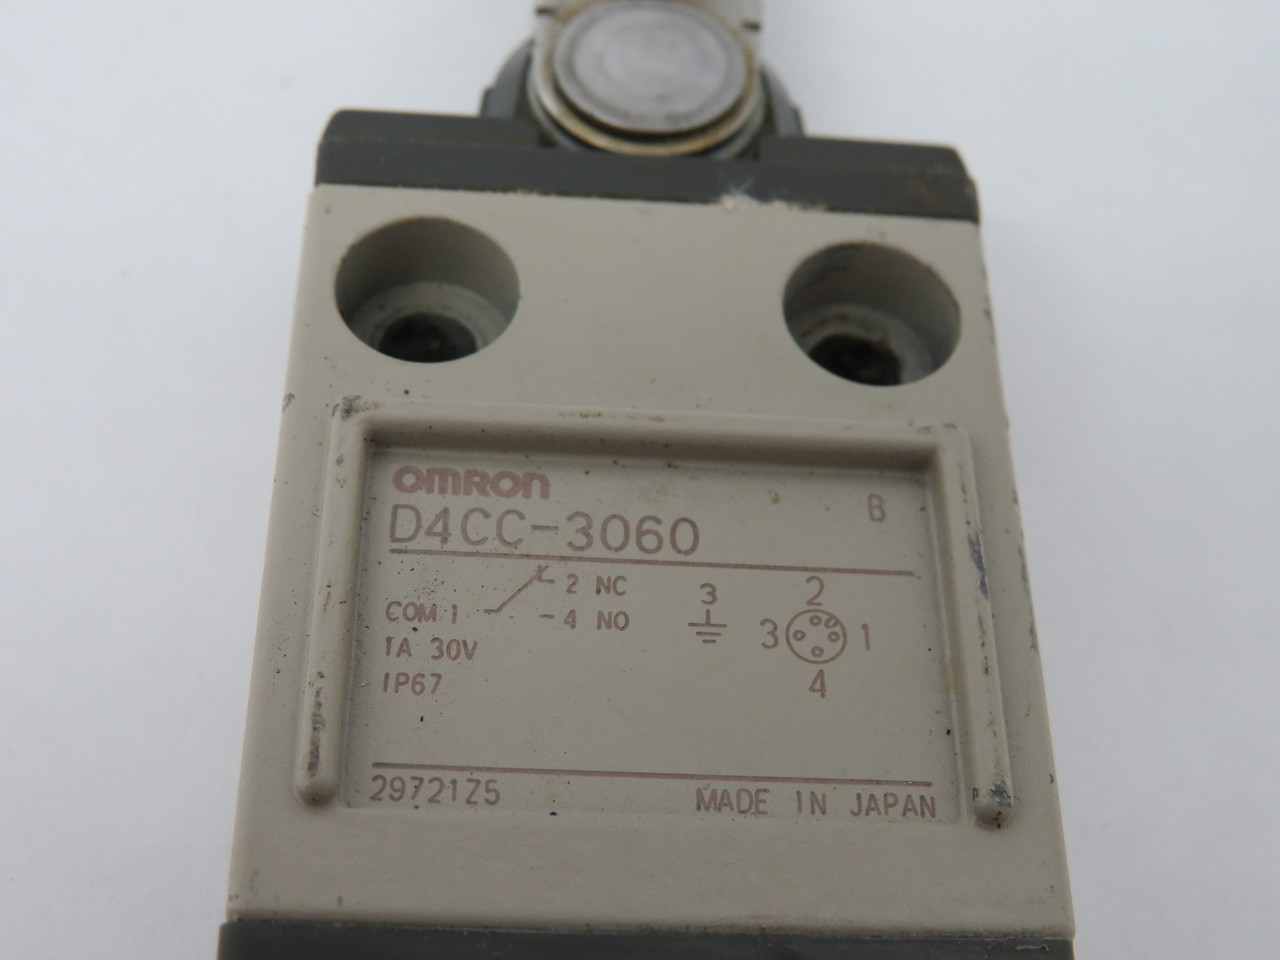 OMRON
B
D4CC-3060
2 NC
COM 1
4 NO
3
2
3
1
4
1A 30V
IP67
29721Z5
MADE IN JAPAN